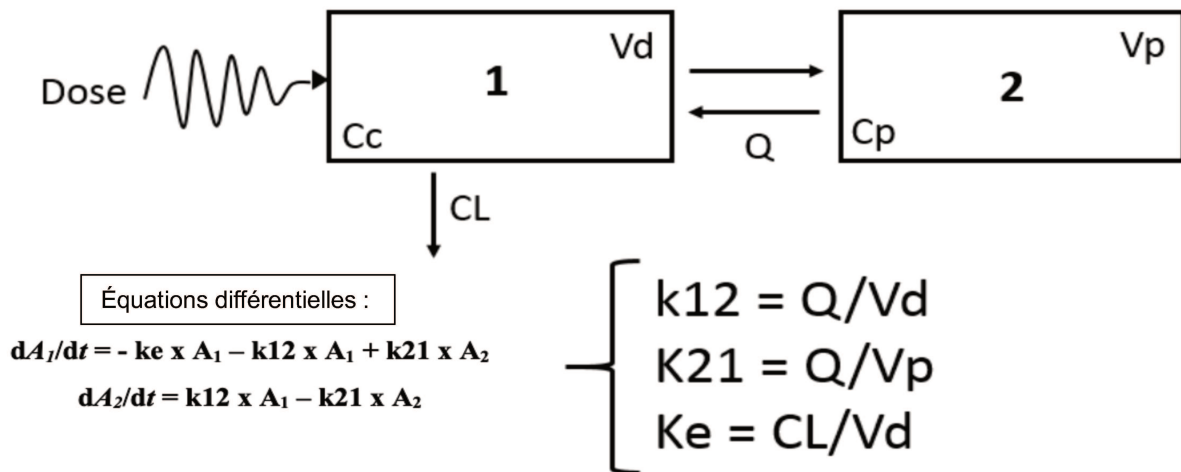 Vd
Vp
Dose
1
2
Cc
Q
Cp
CL
Équations différentielles :
dA₁/dt = - ke x A₁ – k12 x A₁ + k21 x A₂
dA₂/dt = k12 x A₁ – k21 x A₂
k12 = Q/Vd
K21 = Q/Vp
Ke = CL/Vd